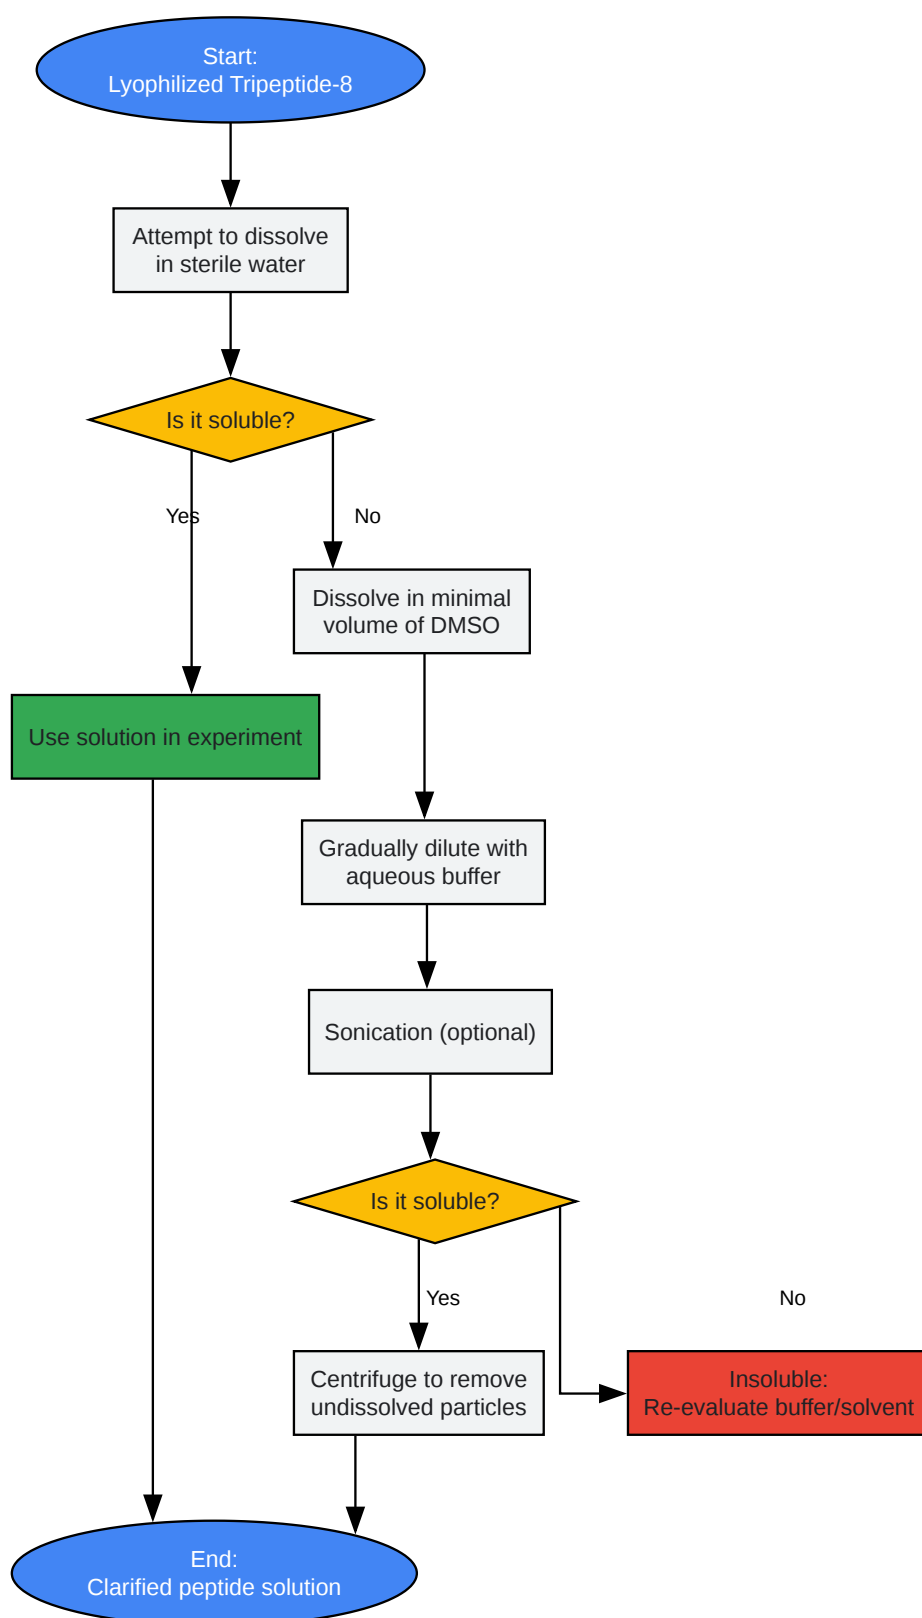 Start:
Lyophilized Tripeptide-8
Attempt to dissolve
in sterile water
Is it soluble?
Yes
No
Dissolve in minimal
volume of DMSO
Use solution in experiment
Gradually dilute with
aqueous buffer
Sonication (optional)
Is it soluble?
Yes
No
Centrifuge to remove
undissolved particles
Insoluble:
Re-evaluate buffer/solvent
End:
Clarified peptide solution